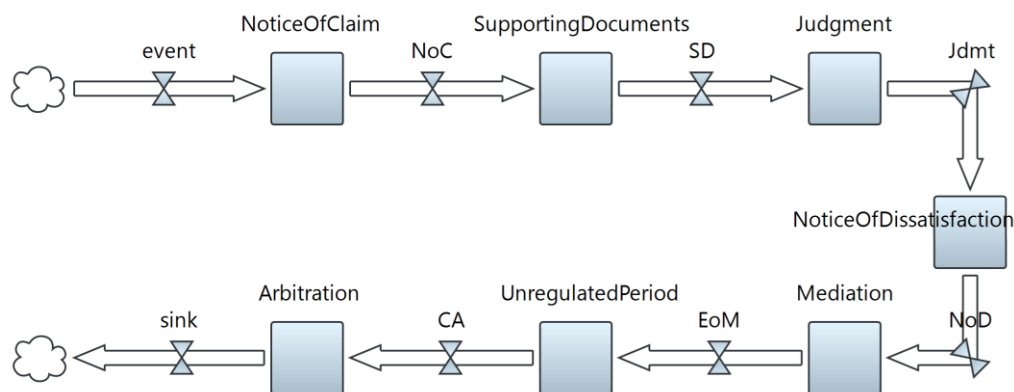 NoticeOfClaim
SupportingDocuments
Judgment
event
NoC
SD
Jdmt
NoticeOfDissatisfaction
Arbitration
UnregulatedPeriod
Mediation
sink
CA
EoM
NoD